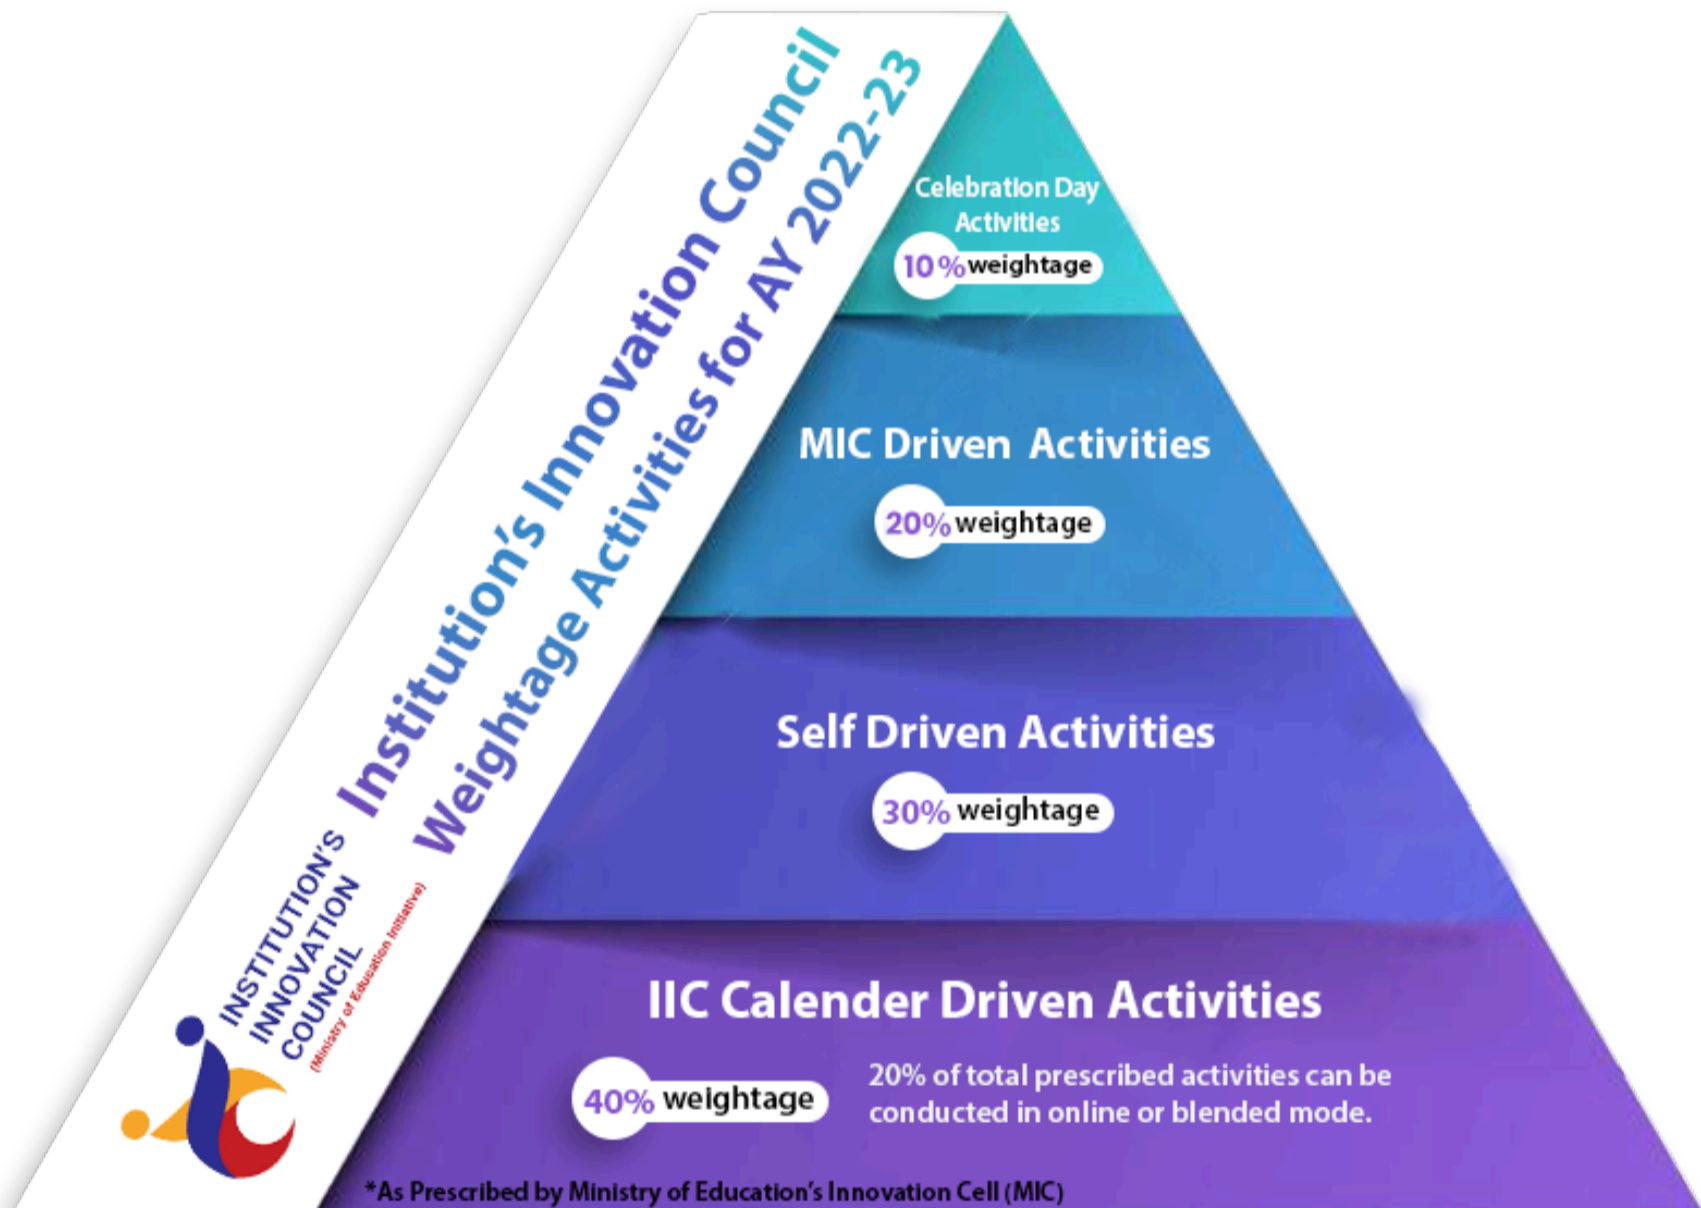 Institution's Innovation Council
Weightage Activities for AY 2022-23
INSTITUTION'S
INNOVATION
COUNCIL
(Ministry of Education Initiative)
Celebration Day
Activities
10% weightage
MIC Driven Activities
20% weightage
Self Driven Activities
30% weightage
IIC Calender Driven Activities
40% weightage
20% of total prescribed activities can be
conducted in online or blended mode.
*As Prescribed by Ministry of Education's Innovation Cell (MIC)